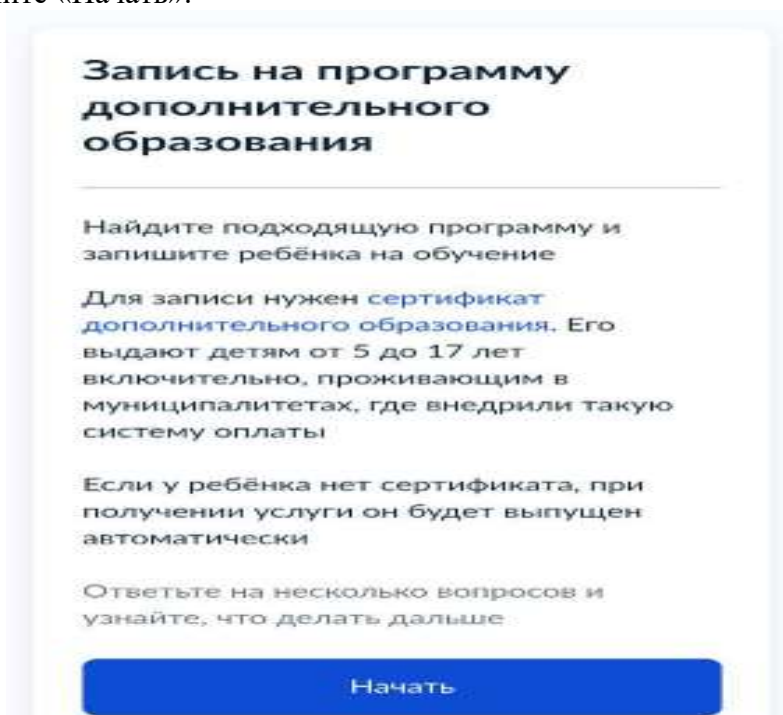 «Начать».
Запись на программу
дополнительного
образования
Найдите подходящую программу и
запишите ребёнка на обучение
Для записи нужен сертификат
дополнительного образования. Его
выдают детям от 5 до 17 лет
включительно, проживающим в
муниципалитетах, где внедрили такую
систему оплаты
Если у ребёнка нет сертификата, при
получении услуги он будет выпущен
автоматически
Ответьте на несколько вопросов и
узнайте, что делать дальше
Начать